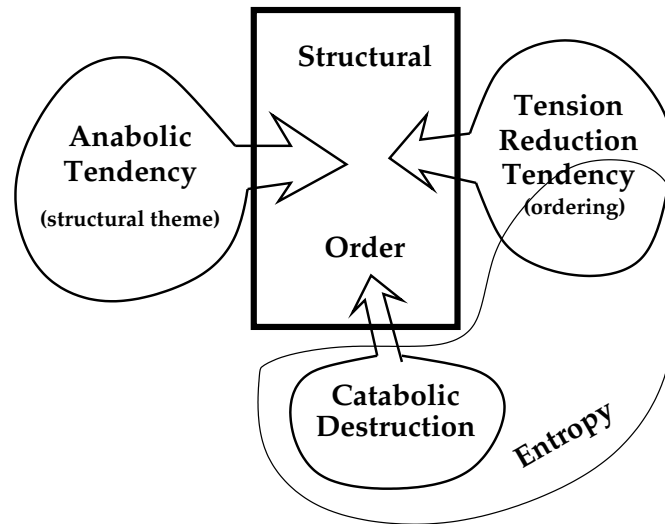 Structural
Anabolic
Tendency
(structural theme)
Tension
Reduction
Tendency
(ordering)
Order
Catabolic
Destruction
Entropy